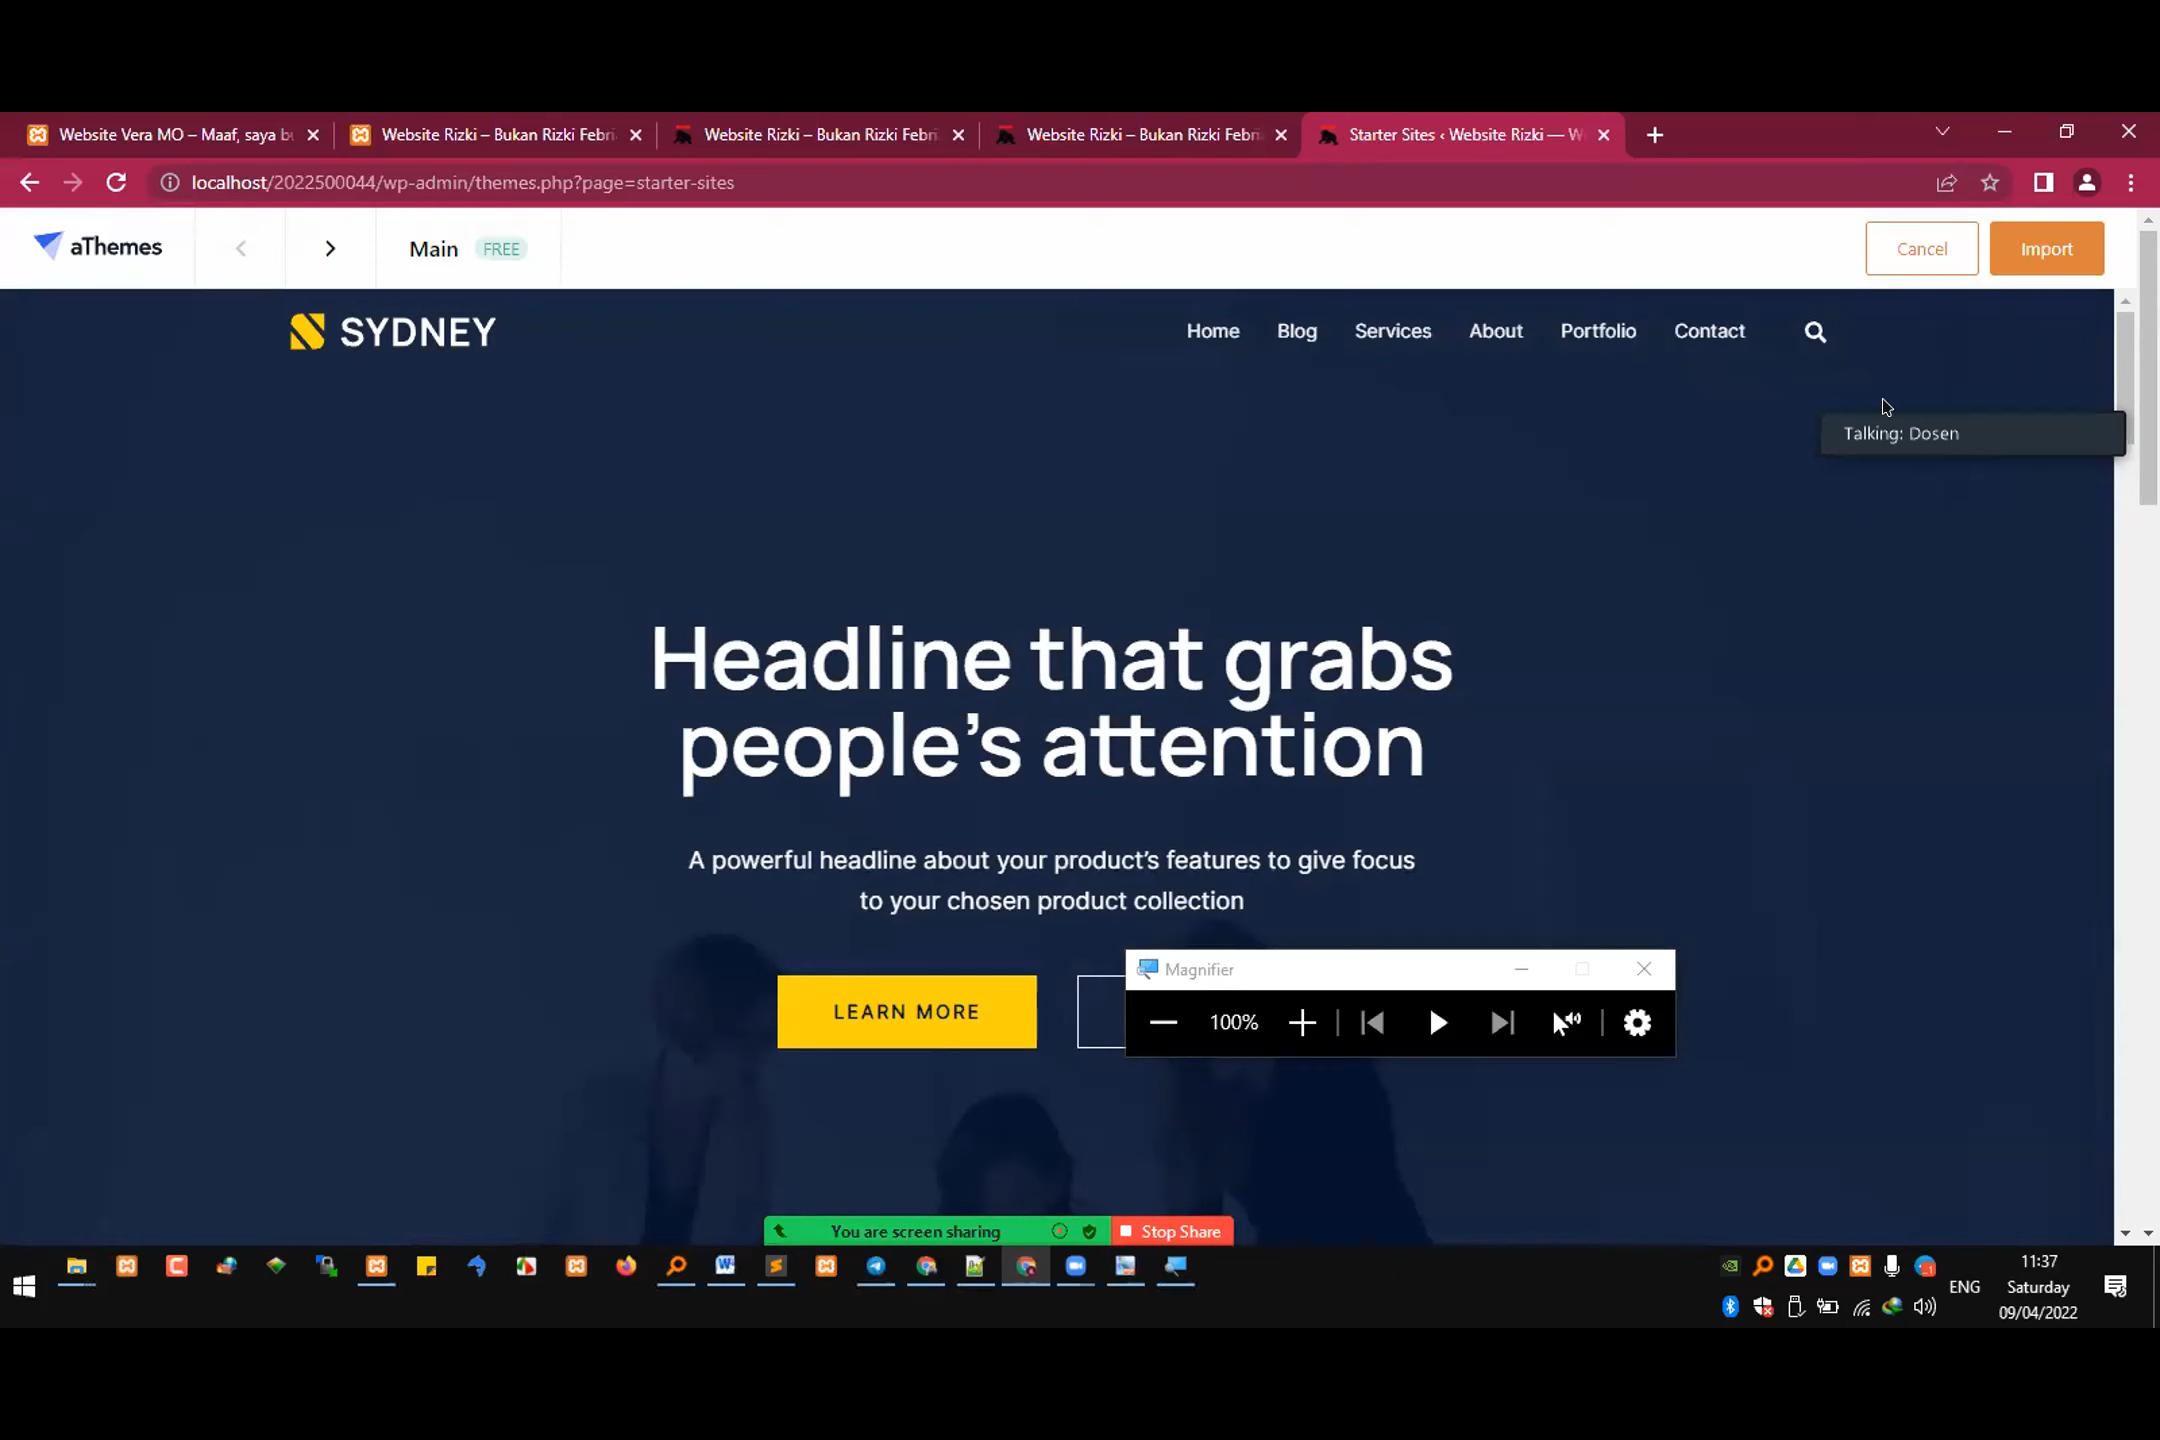 Website Vera MO – Maaf, saya bu
Website Rizki – Bukan Rizki Febri
Website Rizki – Bukan Rizki Febri
Website Rizki – Bukan Rizki Febri
Starter Sites ‹ Website Rizki — W
localhost/2022500044/wp-admin/themes.php?page=starter-sites
aThemes
Main FREE
Cancel
Import
SYDNEY
Home Blog Services About Portfolio Contact
Talking: Dosen
Headline that grabs
people’s attention
A powerful headline about your product’s features to give focus
to your chosen product collection
LEARN MORE
Magnifier
100%
You are screen sharing
Stop Share
ENG
11:37
Saturday
09/04/2022